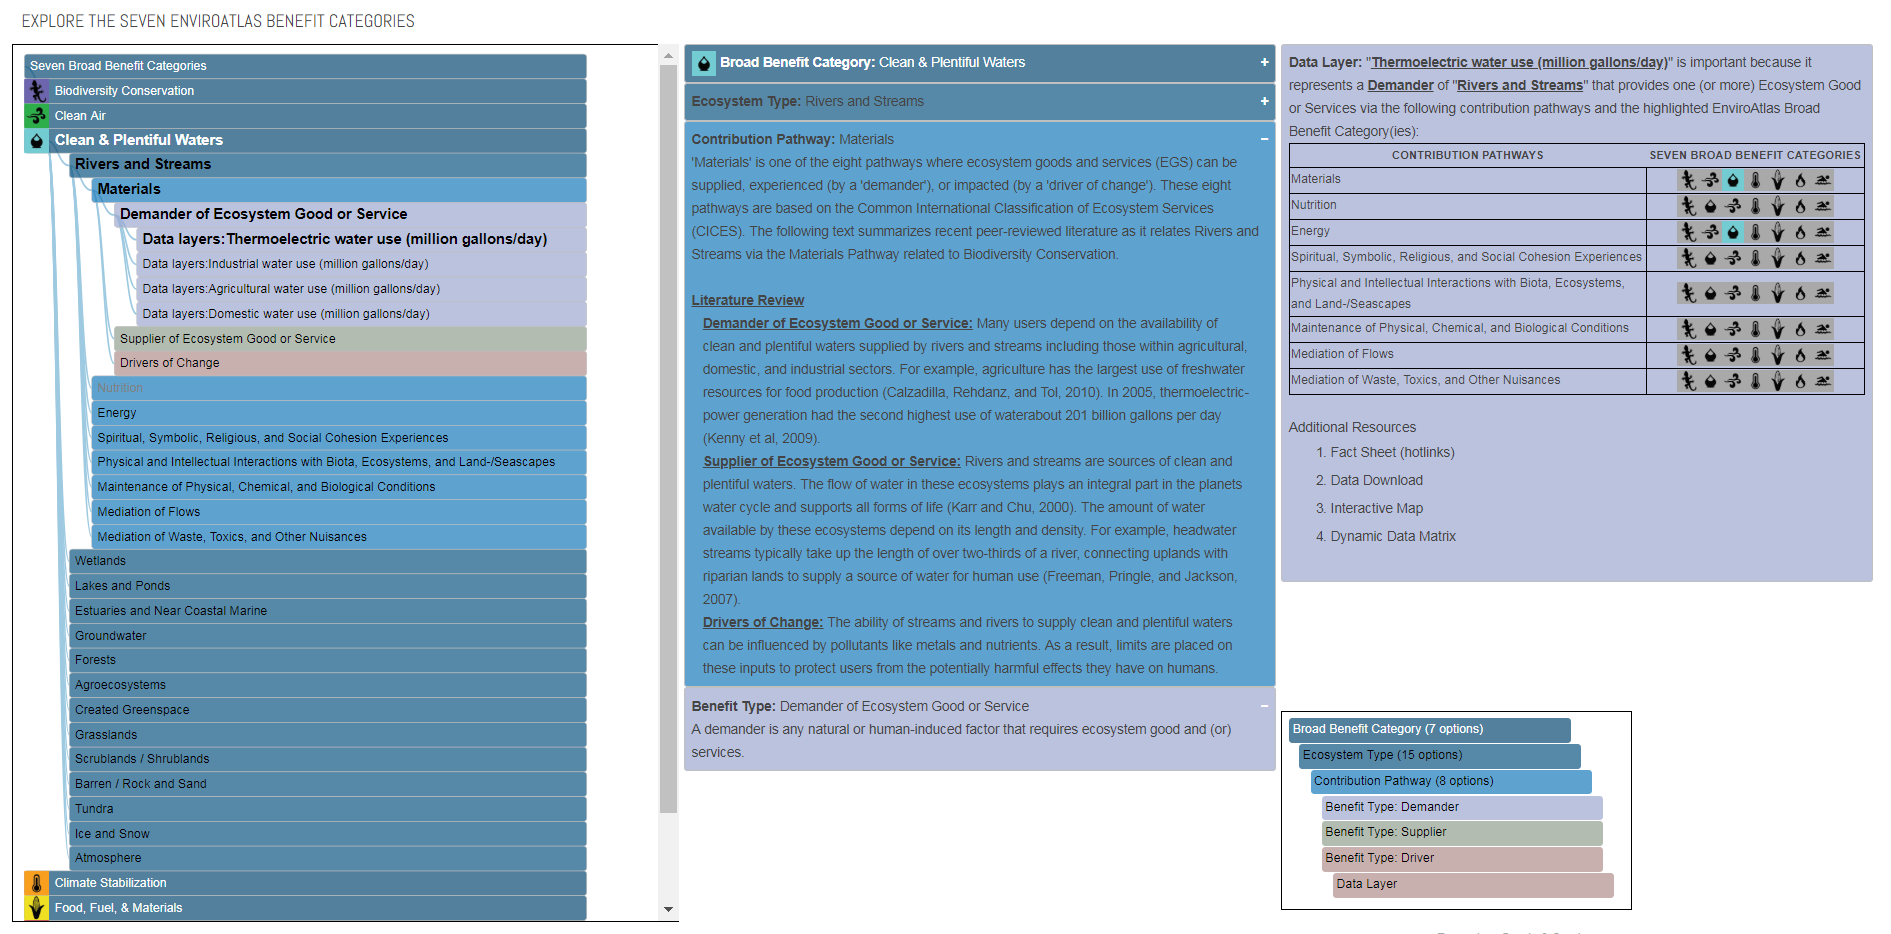 EXPLORE THE SEVEN ENVIROATLAS BENEFIT CATEGORIES
Seven Broad Benefit Categories
Biodiversity Conservation
Clean Air
Clean & Plentiful Waters
Rivers and Streams
Materials
Demander of Ecosystem Good or Service
Data layers:Thermoelectric water use (million gallons/day)
Data layers:Industrial water use (million gallons/day)
Data layers:Agricultural water use (million gallons/day)
Data layers:Domestic water use (million gallons/day)
Supplier of Ecosystem Good or Service
Drivers of Change
Nutrition
Energy
Spiritual, Symbolic, Religious, and Social Cohesion Experiences
Physical and Intellectual Interactions with Biota, Ecosystems, and Land-/Seascapes
Maintenance of Physical, Chemical, and Biological Conditions
Mediation of Flows
Mediation of Waste, Toxics, and Other Nuisances
Wetlands
Lakes and Ponds
Estuaries and Near Coastal Marine
Groundwater
Forests
Agroecosystems
Created Greenspace
Grasslands
Scrublands / Shrublands
Barren / Rock and Sand
Tundra
Ice and Snow
Atmosphere
Climate Stabilization
Food, Fuel, & Materials
Broad Benefit Category: Clean & Plentiful Waters +
Ecosystem Type: Rivers and Streams +
Contribution Pathway: Materials −
'Materials' is one of the eight pathways where ecosystem goods and services (EGS) can be
supplied, experienced (by a 'demander'), or impacted (by a 'driver of change'). These eight
pathways are based on the Common International Classification of Ecosystem Services
(CICES). The following text summarizes recent peer-reviewed literature as it relates Rivers and
Streams via the Materials Pathway related to Biodiversity Conservation.
Literature Review
Demander of Ecosystem Good or Service: Many users depend on the availability of
clean and plentiful waters supplied by rivers and streams including those within agricultural,
domestic, and industrial sectors. For example, agriculture has the largest use of freshwater
resources for food production (Calzadilla, Rehdanz, and Tol, 2010). In 2005, thermoelectric-
power generation had the second highest use of waterabout 201 billion gallons per day
(Kenny et al, 2009).
Supplier of Ecosystem Good or Service: Rivers and streams are sources of clean and
plentiful waters. The flow of water in these ecosystems plays an integral part in the planets
water cycle and supports all forms of life (Karr and Chu, 2000). The amount of water
available by these ecosystems depend on its length and density. For example, headwater
streams typically take up the length of over two-thirds of a river, connecting uplands with
riparian lands to supply a source of water for human use (Freeman, Pringle, and Jackson,
2007).
Drivers of Change: The ability of streams and rivers to supply clean and plentiful waters
can be influenced by pollutants like metals and nutrients. As a result, limits are placed on
these inputs to protect users from the potentially harmful effects they have on humans.
Benefit Type: Demander of Ecosystem Good or Service −
A demander is any natural or human-induced factor that requires ecosystem good and (or)
services.
Data Layer: "Thermoelectric water use (million gallons/day)" is important because it
represents a Demander of "Rivers and Streams" that provides one (or more) Ecosystem Good
or Services via the following contribution pathways and the highlighted EnviroAtlas Broad
Benefit Category(ies):
CONTRIBUTION PATHWAYS SEVEN BROAD BENEFIT CATEGORIES
Materials
Nutrition
Energy
Spiritual, Symbolic, Religious, and Social Cohesion Experiences
Physical and Intellectual Interactions with Biota, Ecosystems,
and Land-/Seascapes
Maintenance of Physical, Chemical, and Biological Conditions
Mediation of Flows
Mediation of Waste, Toxics, and Other Nuisances
Additional Resources
1. Fact Sheet (hotlinks)
2. Data Download
3. Interactive Map
4. Dynamic Data Matrix
Broad Benefit Category (7 options)
Ecosystem Type (15 options)
Contribution Pathway (8 options)
Benefit Type: Demander
Benefit Type: Supplier
Benefit Type: Driver
Data Layer